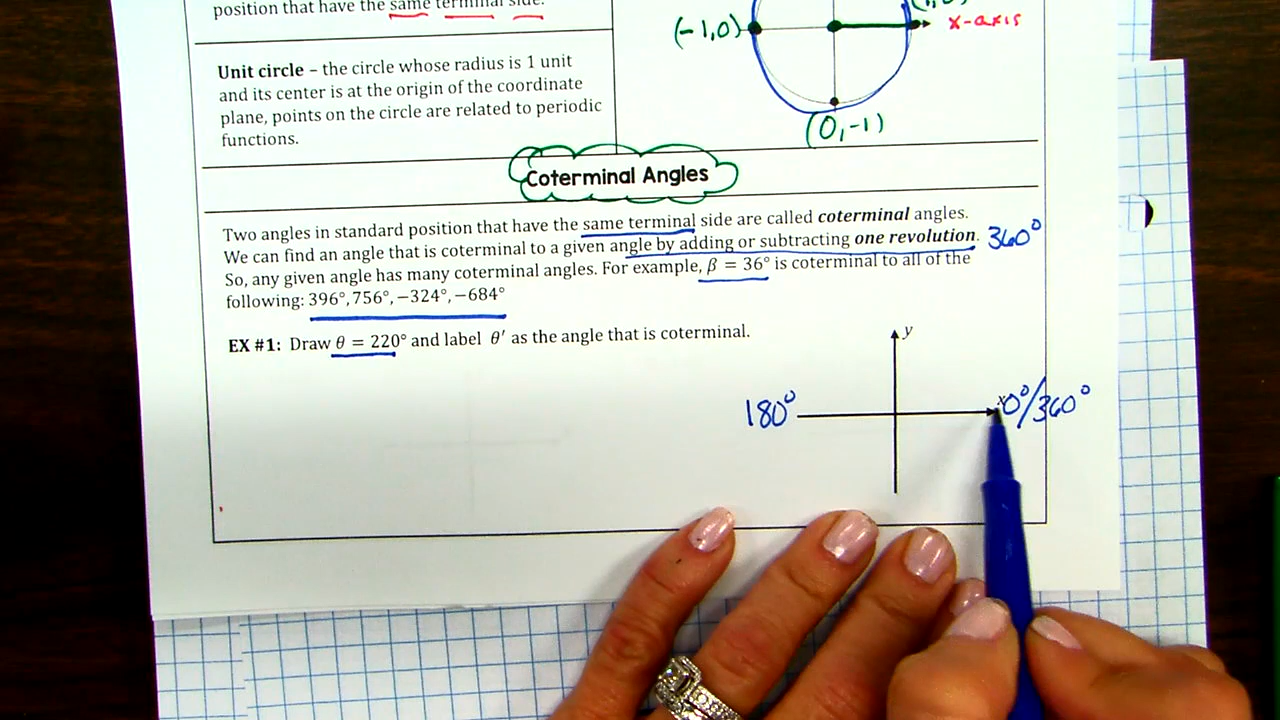 position that have the same terminal side.
(-1,0)
x-axis
Unit circle – the circle whose radius is 1 unit
and its center is at the origin of the coordinate
plane, points on the circle are related to periodic
functions.
(0,-1)
Coterminal Angles
Two angles in standard position that have the same terminal side are called coterminal angles.
We can find an angle that is coterminal to a given angle by adding or subtracting one revolution. 360°
So, any given angle has many coterminal angles. For example, β = 36° is coterminal to all of the
following: 396°, 756°, −324°, −684°
EX #1: Draw θ = 220° and label θ′ as the angle that is coterminal.
y
180°
x
0°/360°